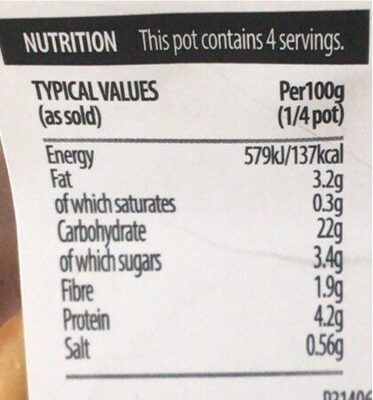 NUTRITION This pot contains 4 servings.
TYPICAL VALUES Per100g
(as sold) (1/4 pot)
Energy 579kJ/137kcal
Fat 3.2g
of which saturates 0.3g
Carbohydrate 22g
of which sugars 3.4g
Fibre 1.9g
Protein 4.2g
Salt 0.56g